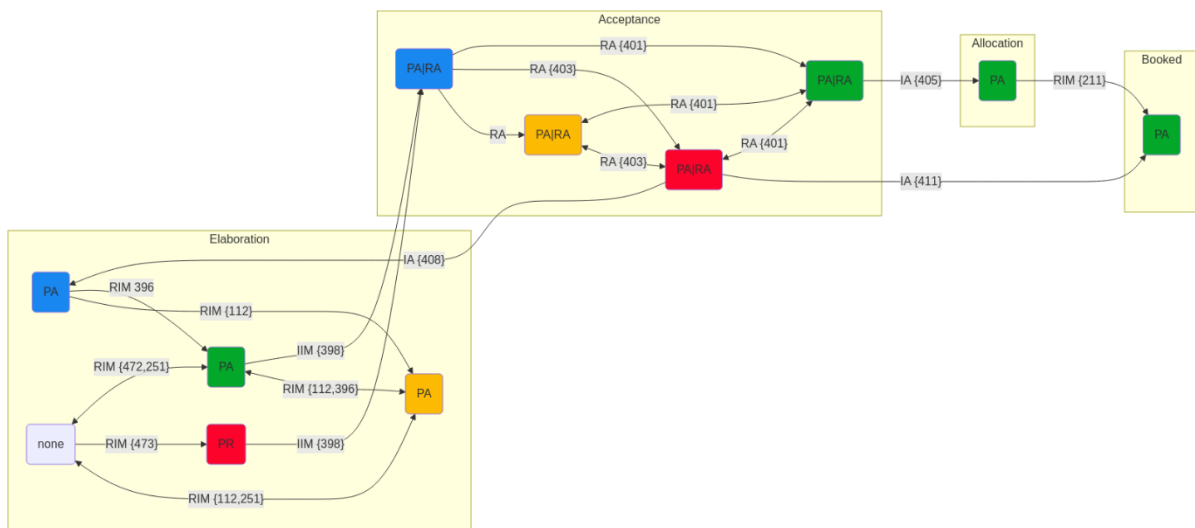 Acceptance
PA|RA
RA {401}
RA {403}
RA
PA|RA
RA {401}
RA {403}
PA|RA
PA|RA
RA {401}
IA {405}
Allocation
PA
RIM {211}
Booked
PA
IA {411}
IA {408}
Elaboration
PA
RIM 396
RIM {112}
RIM {472,251}
PA
IIM {398}
RIM {112,396}
PA
none
RIM {473}
PR
IIM {398}
RIM {112,251}